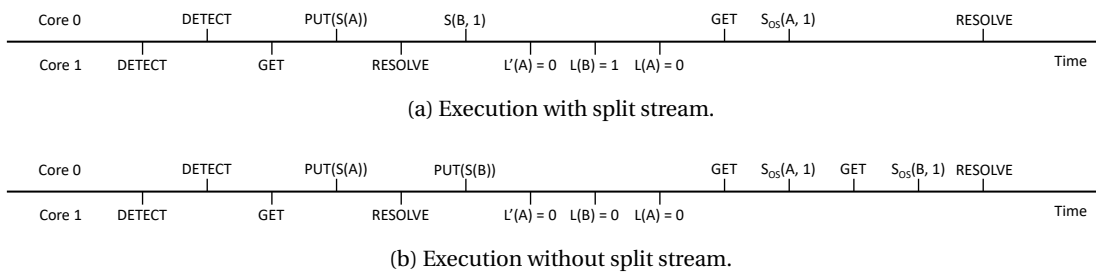 Core 0 DETECT PUT(S(A)) S(B, 1) GET S_OS(A, 1) RESOLVE
Core 1 DETECT GET RESOLVE L'(A) = 0 L(B) = 1 L(A) = 0 Time
(a) Execution with split stream.
Core 0 DETECT PUT(S(A)) PUT(S(B)) GET S_OS(A, 1) GET S_OS(B, 1) RESOLVE
Core 1 DETECT GET RESOLVE L'(A) = 0 L(B) = 0 L(A) = 0 Time
(b) Execution without split stream.